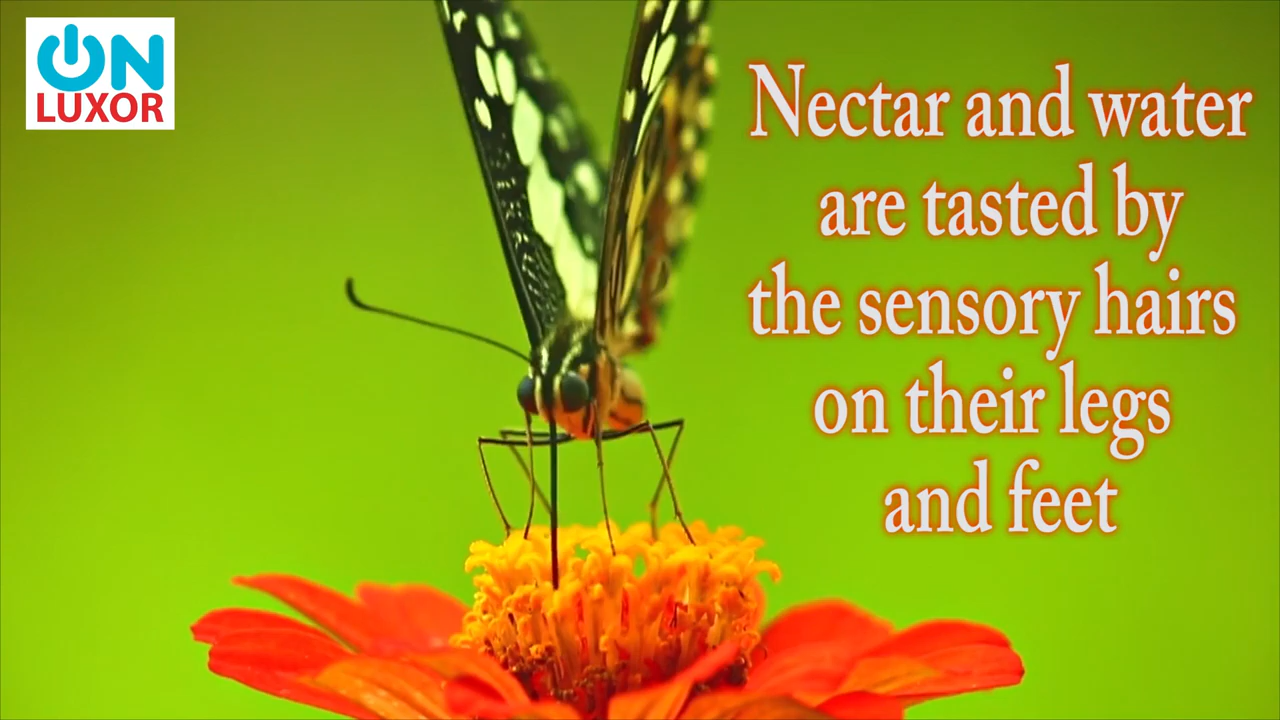 ON
LUXOR
Nectar and water
are tasted by
the sensory hairs
on their legs
and feet